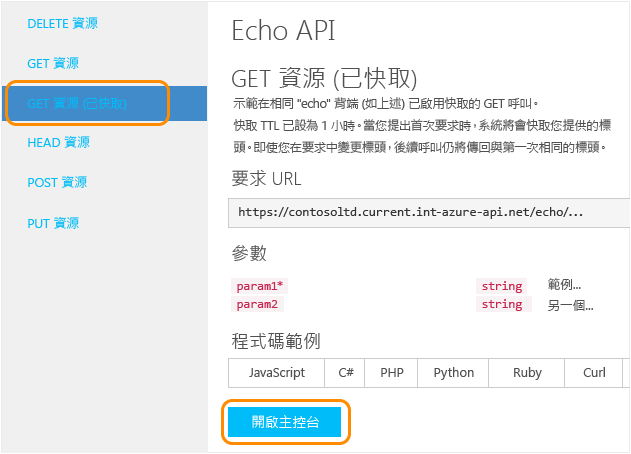 DELETE 資源
GET 資源
GET 資源 (已快取)
HEAD 資源
POST 資源
PUT 資源
Echo API
GET 資源 (已快取)
示範在相同 "echo" 背端 (如上述) 已啟用快取的 GET 呼叫。
快取 TTL 已設為 1 小時。當您提出首次要求時，系統將會快取您提供的標
頭。即使您在要求中變更標頭，後續呼叫仍將傳回與第一次相同的標頭。
要求 URL
https://contosoltd.current.int-azure-api.net/echo/...
參數
param1* string 範例...
param2 string 另一個...
程式碼範例
JavaScript C# PHP Python Ruby Curl
開啟主控台